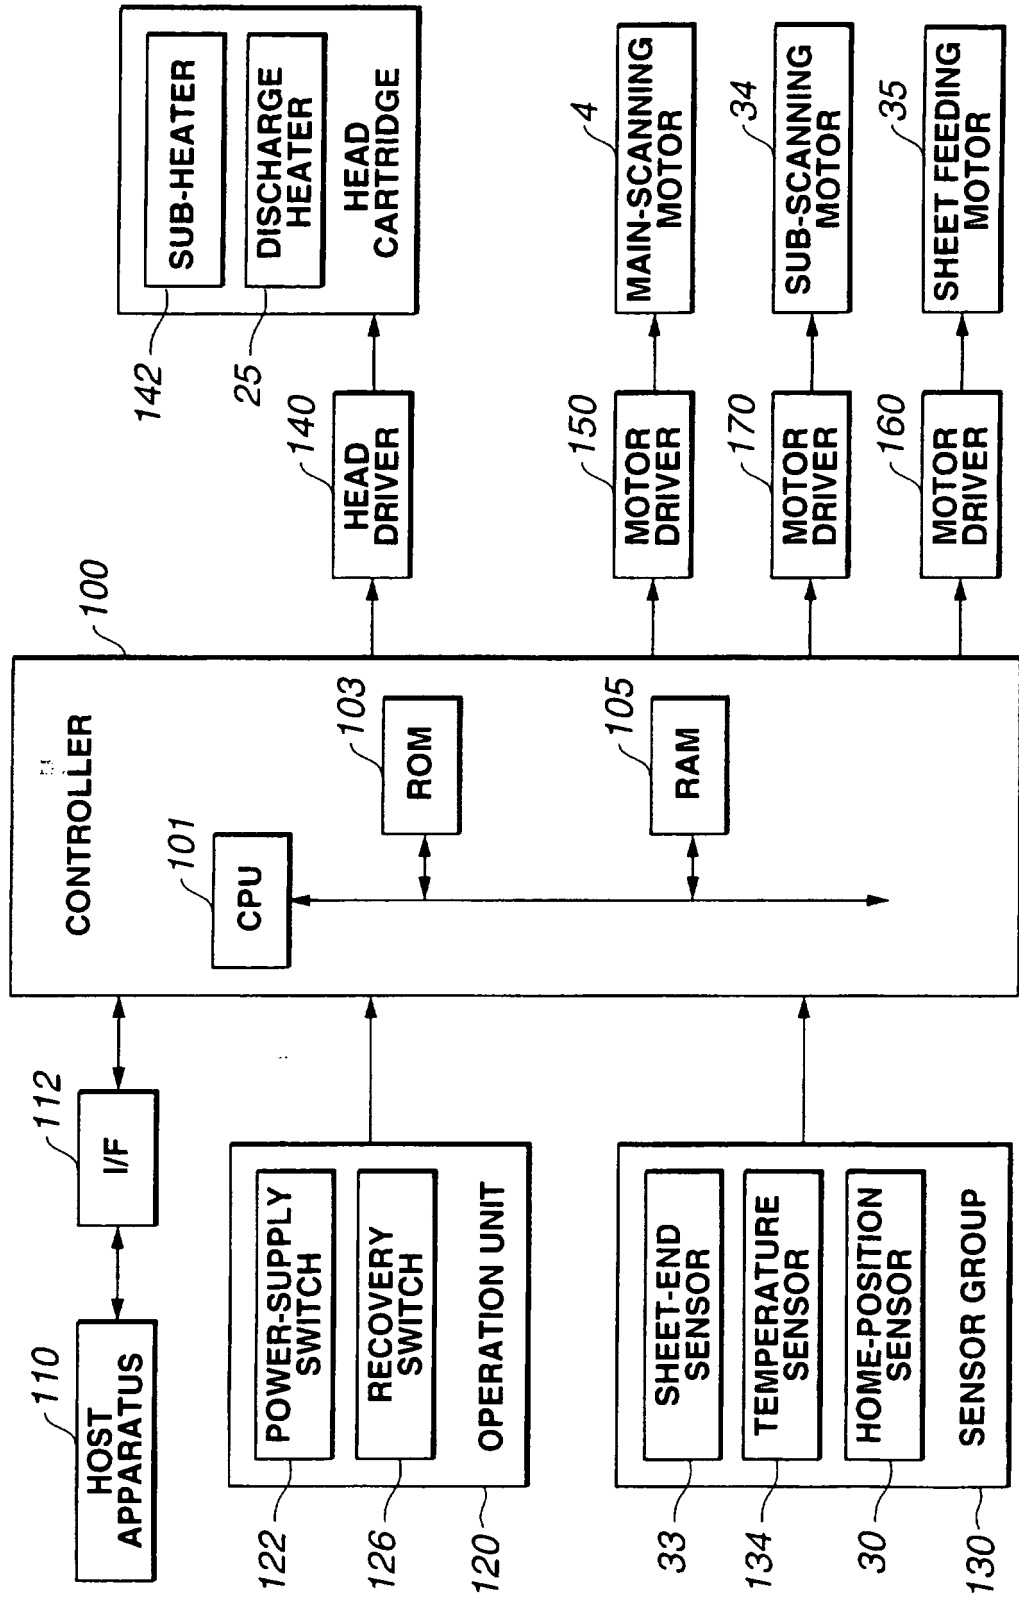 110
HOST
APPARATUS
112
I/F
122
POWER-SUPPLY
SWITCH
126
RECOVERY
SWITCH
120
OPERATION UNIT
33
SHEET-END
SENSOR
134
TEMPERATURE
SENSOR
30
HOME-POSITION
SENSOR
130
SENSOR GROUP
100
CONTROLLER
101
CPU
103
ROM
105
RAM
140
HEAD
DRIVER
142
SUB-HEATER
25
DISCHARGE
HEATER
HEAD
CARTRIDGE
150
MOTOR
DRIVER
4
MAIN-SCANNING
MOTOR
170
MOTOR
DRIVER
34
SUB-SCANNING
MOTOR
160
MOTOR
DRIVER
35
SHEET FEEDING
MOTOR